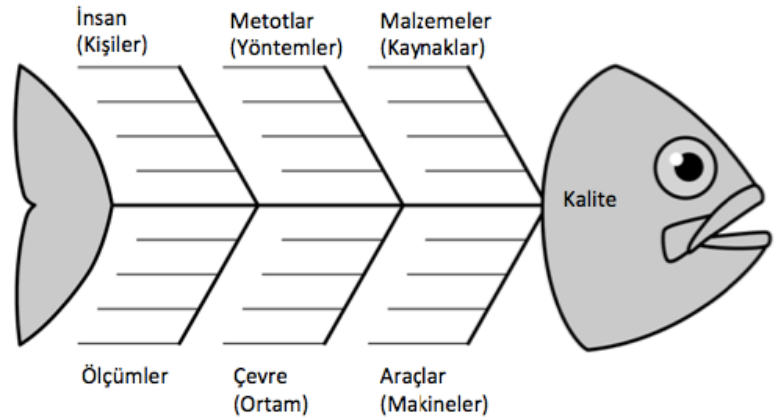 İnsan
(Kişiler)
Metotlar
(Yöntemler)
Malzemeler
(Kaynaklar)
Kalite
Ölçümler
Çevre
(Ortam)
Araçlar
(Makineler)